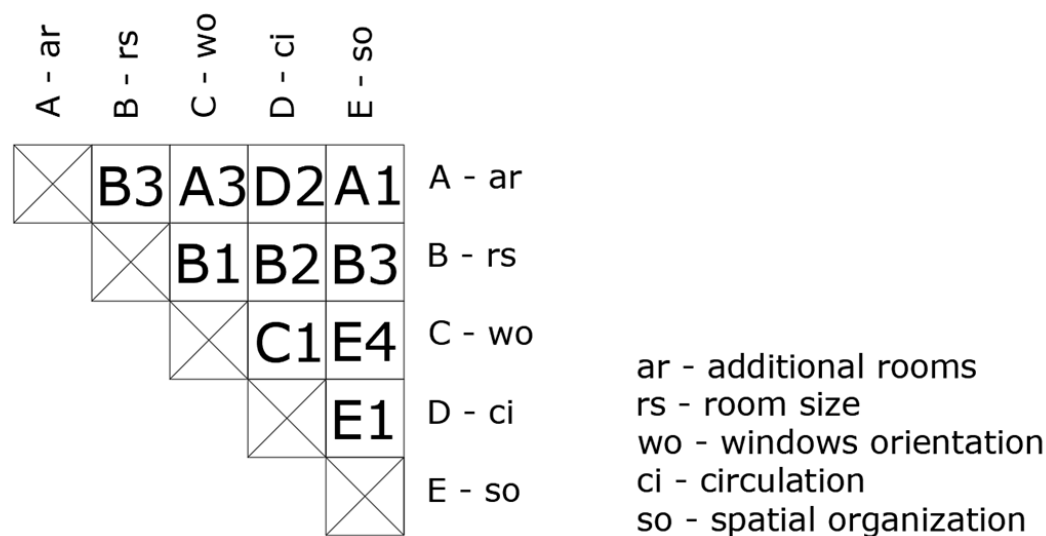 A - ar
B - rs
C - wo
D - ci
E - so
B3 A3 D2 A1 A - ar
B1 B2 B3 B - rs
C1 E4 C - wo
E1 D - ci
E - so
ar - additional rooms
rs - room size
wo - windows orientation
ci - circulation
so - spatial organization